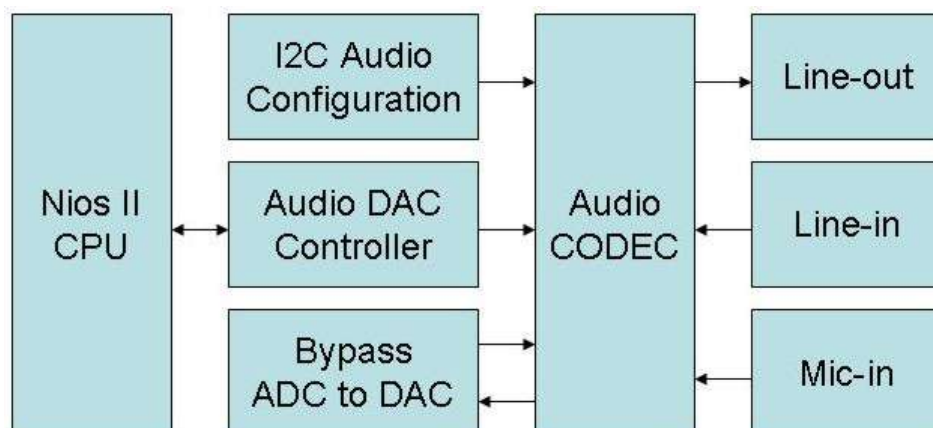 Nios II
CPU
I2C Audio
Configuration
Audio DAC
Controller
Bypass
ADC to DAC
Audio
CODEC
Line-out
Line-in
Mic-in